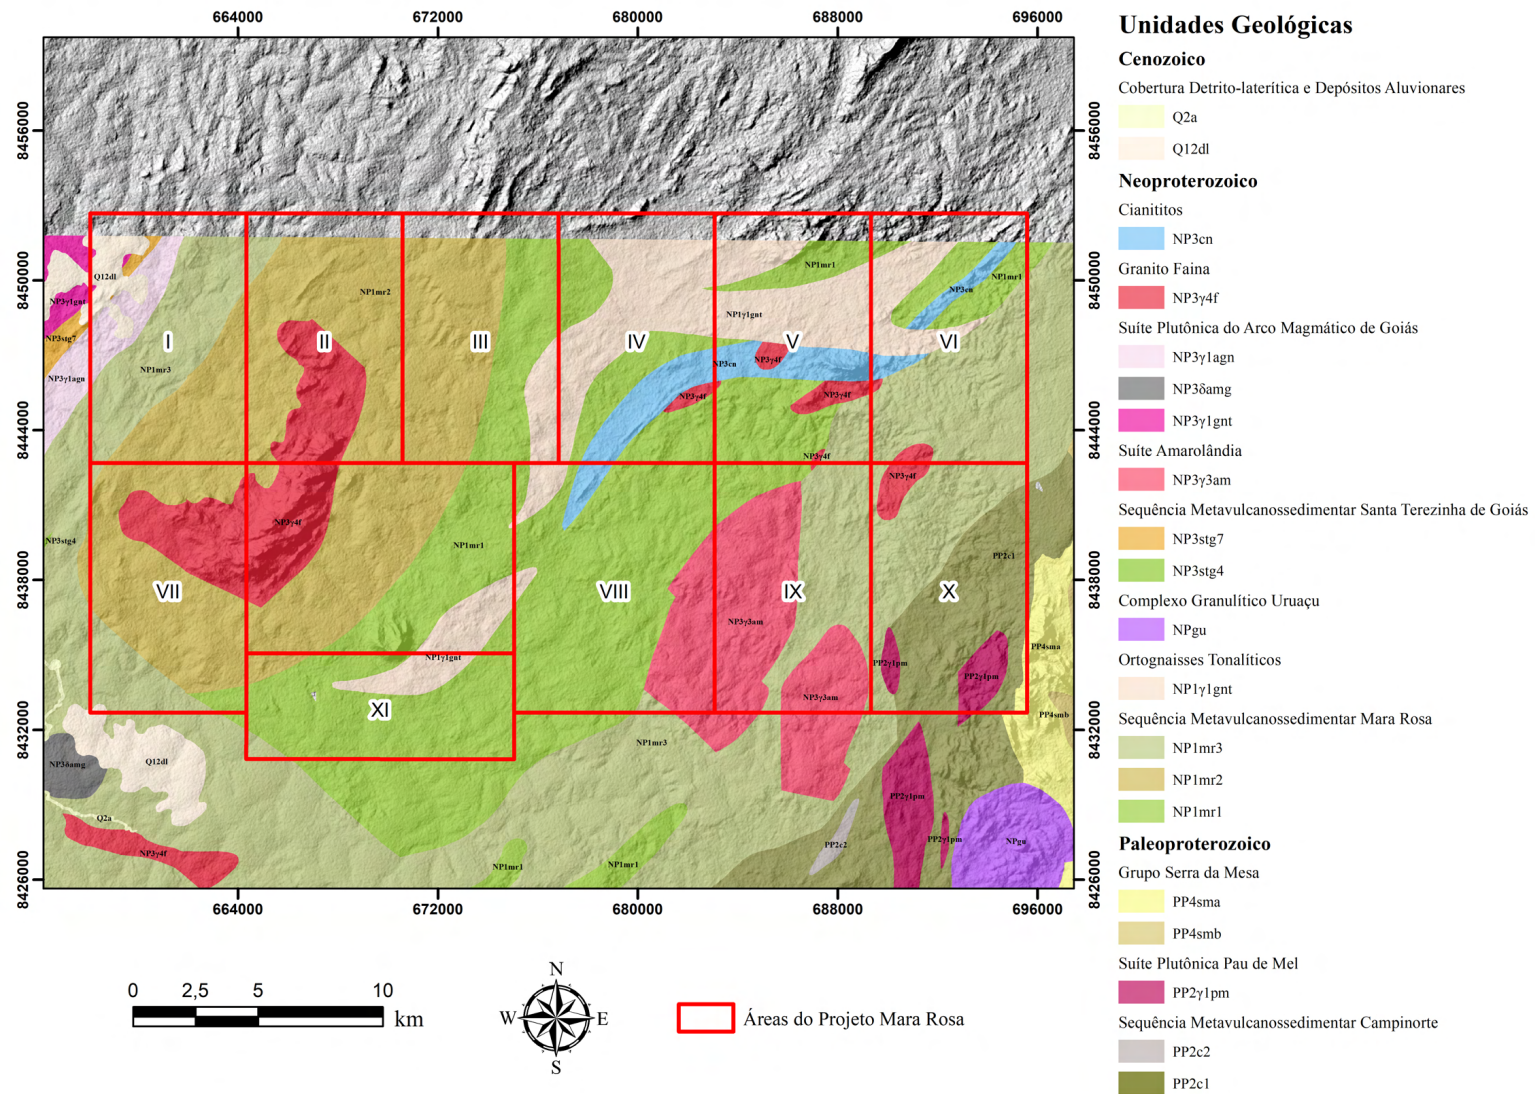 664000 672000 680000 688000 696000
8456000 8456000
8450000 8450000
8444000 8444000
8438000 8438000
8432000 8432000
8426000 8426000
Q12dl
NP3γ1gnt
NP3stg7
NP3γ1agn
I
NP1mr3
NP1mr2
II
III
IV
NP1mr1
NP1γ1gnt
V
NP3cn
NP3γ4f
NP3γ4f
NP3γ4f
NP3γ4f
NP3cn
NP1mr1
VI
NP3γ4f
NP3stg4
NP3γ4f
NP1mr1
VII
VIII
IX
X
PP2c1
NP3γ3am
NP1γ1gnt
NP3γ3am
PP2γ1pm
PP2γ1pm
PP4sma
PP4smb
XI
NP1mr3
NP3δamg
Q12dl
Q2a
NP3γ4f
NP1mr1
NP1mr1
PP2c2
PP2γ1pm
PP2γ1pm
NPgu
664000 672000 680000 688000 696000
0 2,5 5 10
km
N
W E
S
Áreas do Projeto Mara Rosa
Unidades Geológicas
Cenozoico
Cobertura Detrito-laterítica e Depósitos Aluvionares
Q2a
Q12dl
Neoproterozoico
Cianititos
NP3cn
Granito Faina
NP3γ4f
Suíte Plutônica do Arco Magmático de Goiás
NP3γ1agn
NP3δamg
NP3γ1gnt
Suíte Amarolândia
NP3γ3am
Sequência Metavulcanossedimentar Santa Terezinha de Goiás
NP3stg7
NP3stg4
Complexo Granulítico Uruaçu
NPgu
Ortognaisses Tonalíticos
NP1γ1gnt
Sequência Metavulcanossedimentar Mara Rosa
NP1mr3
NP1mr2
NP1mr1
Paleoproterozoico
Grupo Serra da Mesa
PP4sma
PP4smb
Suíte Plutônica Pau de Mel
PP2γ1pm
Sequência Metavulcanossedimentar Campinorte
PP2c2
PP2c1